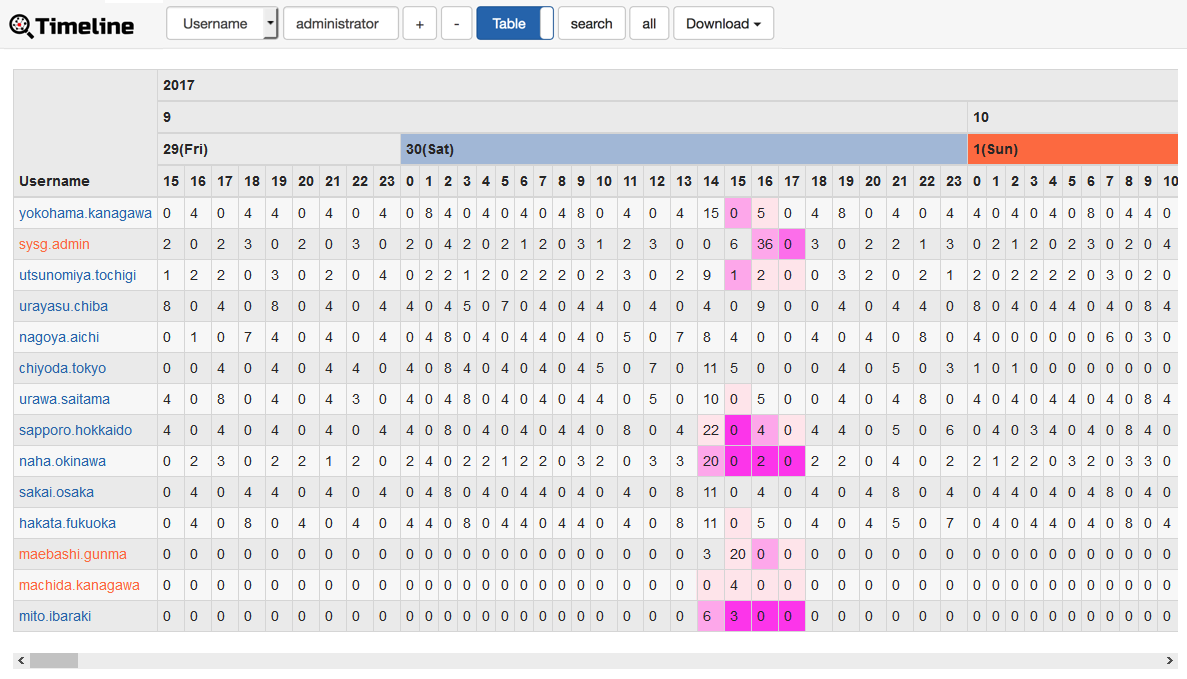 Timeline Username administrator + - Table search all Download
2017
9 10
29(Fri) 30(Sat) 1(Sun)
Username 15 16 17 18 19 20 21 22 23 0 1 2 3 4 5 6 7 8 9 10 11 12 13 14 15 16 17 18 19 20 21 22 23 0 1 2 3 4 5 6 7 8 9 10
yokohama.kanagawa 0 4 0 4 4 0 4 0 4 0 8 4 0 4 0 4 0 4 8 0 4 0 4 15 0 5 0 4 8 0 4 0 4 4 0 4 0 4 0 8 0 4 4 0
sysg.admin 2 0 2 3 0 2 0 3 0 2 0 4 2 0 2 1 2 0 3 1 2 3 0 0 6 36 0 3 0 2 2 1 3 0 2 1 2 0 2 3 0 2 0 4
utsunomiya.tochigi 1 2 2 0 3 0 2 0 4 0 2 2 1 2 0 2 2 2 0 2 3 0 2 9 1 2 0 0 3 2 0 2 1 2 0 2 2 2 2 0 3 0 2 0
urayasu.chiba 8 0 4 0 8 0 4 0 4 4 0 4 5 0 7 0 4 0 4 4 0 4 0 4 0 9 0 0 4 0 4 4 0 8 0 4 0 4 4 0 4 0 8 4
nagoya.aichi 0 1 0 7 4 0 4 0 4 0 4 8 0 4 0 4 4 0 4 0 5 0 7 8 4 0 0 4 0 4 0 8 0 4 0 0 0 0 0 0 6 0 3 0
chiyoda.tokyo 0 0 4 0 4 0 4 0 4 4 0 8 4 0 4 0 4 0 4 5 0 7 0 11 5 0 0 0 4 0 5 0 3 1 0 1 0 0 0 0 0 0 0 0
urawa.saitama 4 0 8 0 4 0 4 3 0 4 0 4 8 0 4 0 4 0 4 4 0 5 0 10 0 5 0 0 4 0 4 8 0 4 0 4 0 4 4 0 4 0 8 4
sapporo.hokkaido 4 0 4 0 4 0 4 0 4 0 4 8 0 4 0 4 0 4 4 0 8 0 4 22 0 4 0 4 4 0 5 0 6 0 4 0 3 4 0 4 0 8 4 0
naha.okinawa 0 2 3 0 2 2 1 2 0 2 4 0 2 2 1 2 2 0 3 2 0 3 3 20 0 2 0 2 2 0 4 0 2 2 1 2 2 0 3 2 0 3 3 0
sakai.osaka 0 4 0 4 4 0 4 0 4 0 4 8 0 4 0 4 4 0 4 0 4 0 8 11 0 4 0 4 0 4 8 0 4 0 4 4 0 4 0 4 8 0 4 0
hakata.fukuoka 0 4 0 8 0 4 0 4 0 4 4 0 8 0 4 4 0 4 4 0 4 0 8 11 0 5 0 4 0 4 5 0 7 0 4 0 4 4 0 4 0 8 0 4
maebashi.gunma 0 0 0 0 0 0 0 0 0 0 0 0 0 0 0 0 0 0 0 0 0 0 0 3 20 0 0 0 0 0 0 0 0 0 0 0 0 0 0 0 0 0 0 0
machida.kanagawa 0 0 0 0 0 0 0 0 0 0 0 0 0 0 0 0 0 0 0 0 0 0 0 0 4 0 0 0 0 0 0 0 0 0 0 0 0 0 0 0 0 0 0 0
mito.ibaraki 0 0 0 0 0 0 0 0 0 0 0 0 0 0 0 0 0 0 0 0 0 0 0 6 3 0 0 0 0 0 0 0 0 0 0 0 0 0 0 0 0 0 0 0